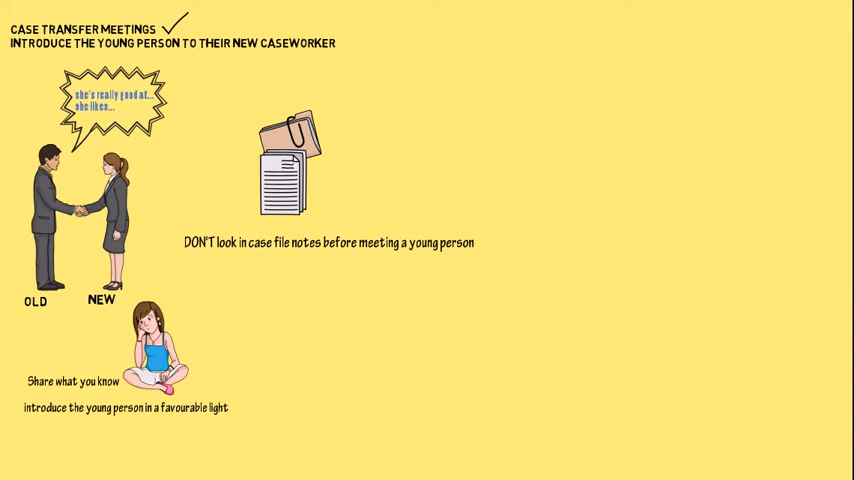 CASE TRANSFER MEETINGS
INTRODUCE THE YOUNG PERSON TO THEIR NEW CASEWORKER
she's really good at...
she likes...
DON'T look in case file notes before meeting a young person
OLD
NEW
Share what you know
introduce the young person in a favourable light